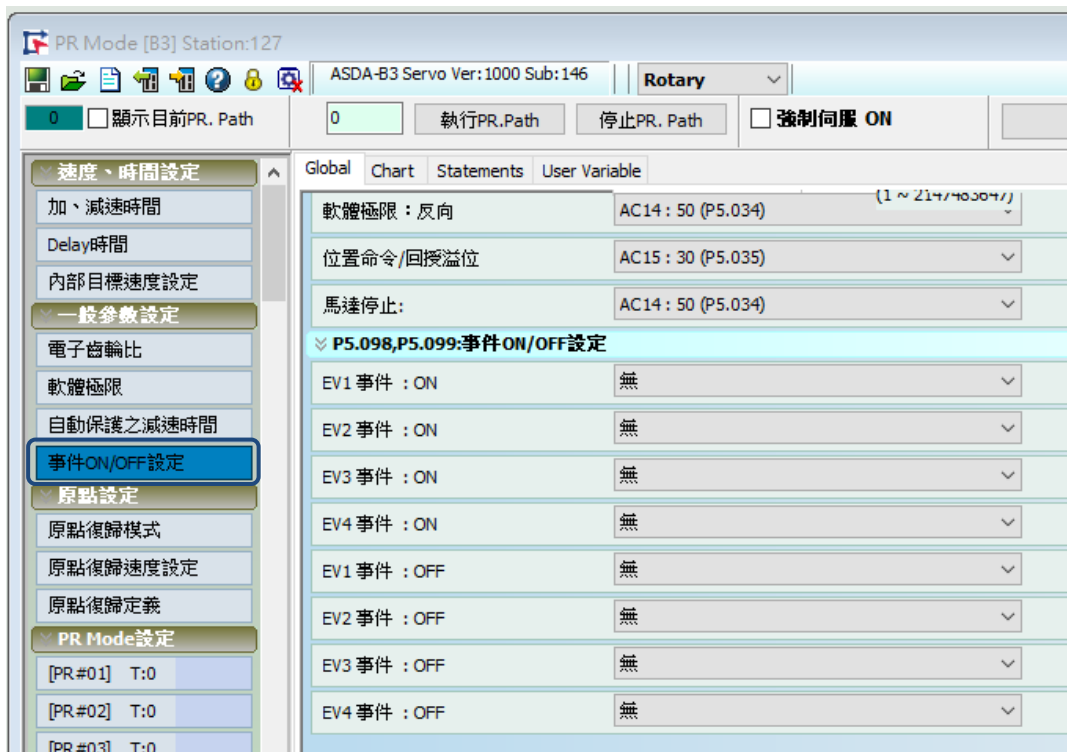 PR Mode [B3] Station:127
ASDA-B3 Servo Ver:1000 Sub:146
Rotary
0
顯示目前PR. Path
0
執行PR.Path
停止PR. Path
強制伺服 ON
速度、時間設定
加、減速時間
Delay時間
內部目標速度設定
一般參數設定
電子齒輪比
軟體極限
自動保護之減速時間
事件ON/OFF設定
原點設定
原點復歸模式
原點復歸速度設定
原點復歸定義
PR Mode設定
[PR#01] T:0
[PR#02] T:0
[PR#03] T:0
Global Chart Statements User Variable
(1 ~ 2147483647)
軟體極限：反向 AC14 : 50 (P5.034)
位置命令/回授溢位 AC15 : 30 (P5.035)
馬達停止: AC14 : 50 (P5.034)
P5.098,P5.099:事件ON/OFF設定
EV1 事件 : ON 無
EV2 事件 : ON 無
EV3 事件 : ON 無
EV4 事件 : ON 無
EV1 事件 : OFF 無
EV2 事件 : OFF 無
EV3 事件 : OFF 無
EV4 事件 : OFF 無